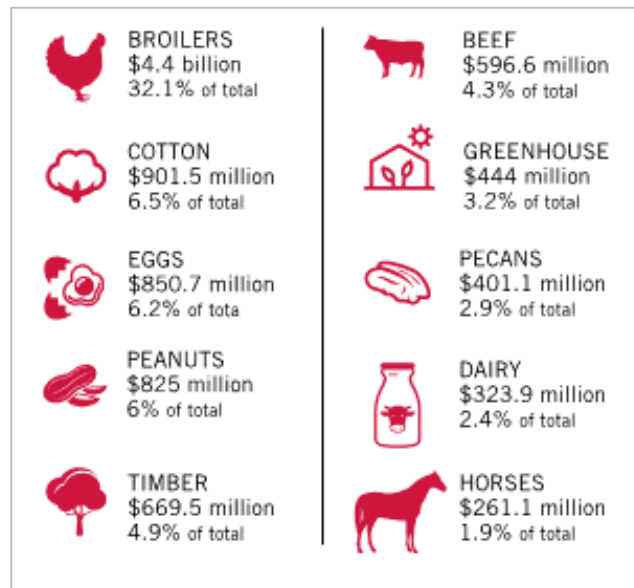 BROILERS
$4.4 billion
32.1% of total
COTTON
$901.5 million
6.5% of total
EGGS
$850.7 million
6.2% of tota
PEANUTS
$825 million
6% of total
TIMBER
$669.5 million
4.9% of total
BEEF
$596.6 million
4.3% of total
GREENHOUSE
$444 million
3.2% of total
PECANS
$401.1 million
2.9% of total
DAIRY
$323.9 million
2.4% of total
HORSES
$261.1 million
1.9% of total